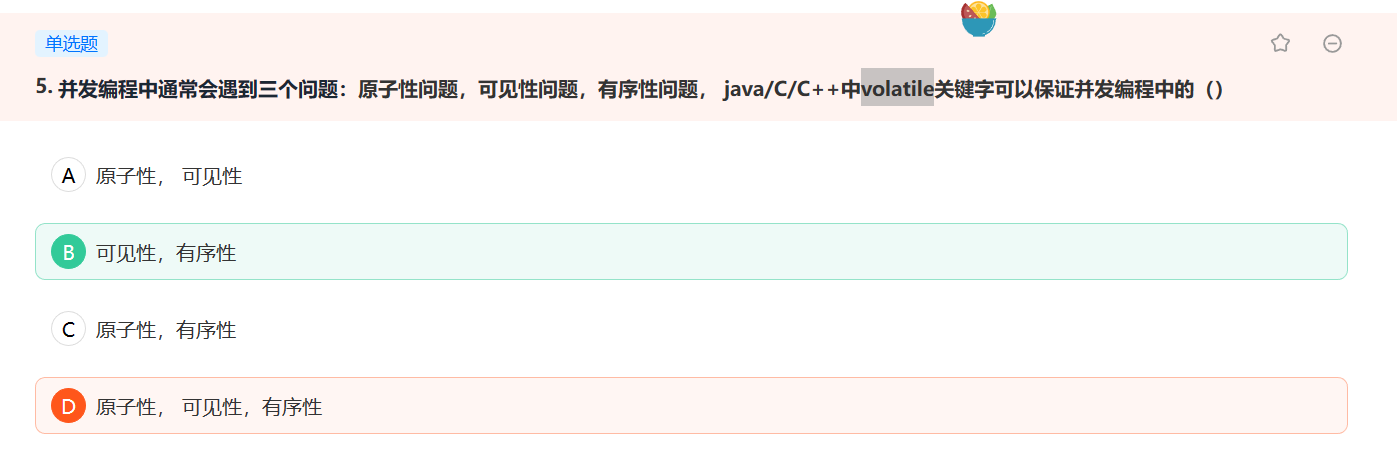 单选题
5. 并发编程中通常会遇到三个问题：原子性问题，可见性问题，有序性问题， java/C/C++中volatile关键字可以保证并发编程中的（）
A 原子性， 可见性
B 可见性，有序性
C 原子性，有序性
D 原子性， 可见性，有序性